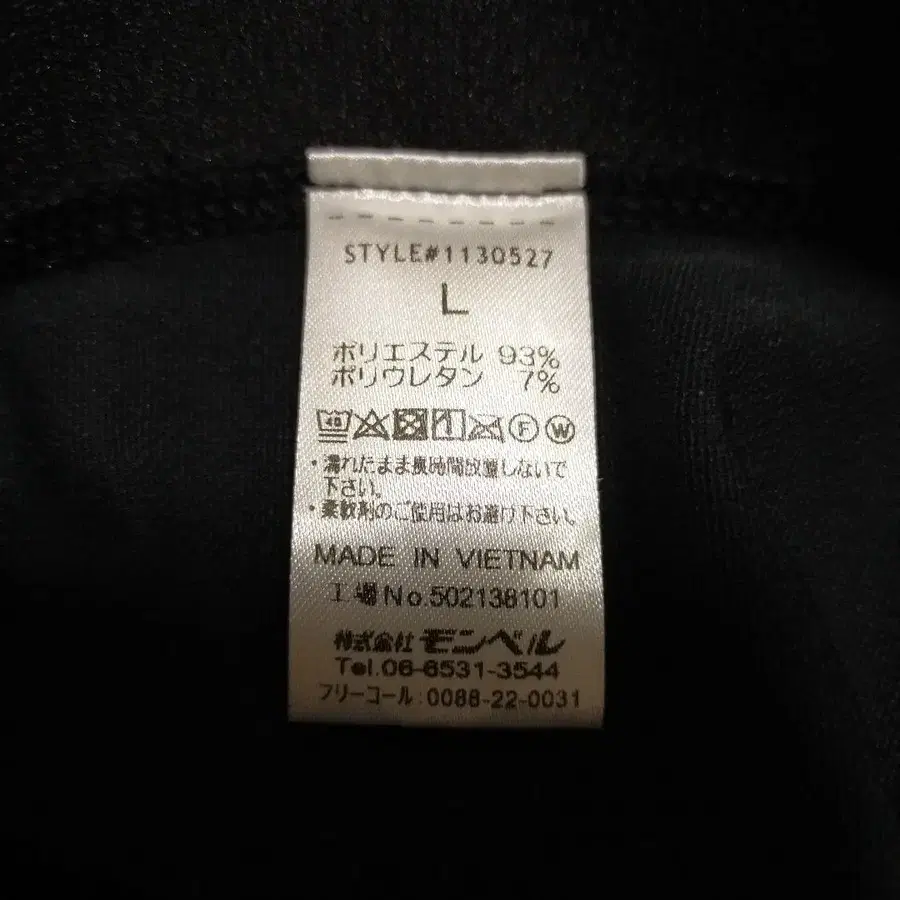 STYLE#1130527
L
ポリエステル 93%
ポリウレタン 7%
40 F W
・濡れたまま長時間放置しないで
下さい。
・柔軟剤のご使用はお避け下さい。
MADE IN VIETNAM
工場No.502138101
株式会社 モンベル
Tel.06-6531-3544
フリーコール:0088-22-0031